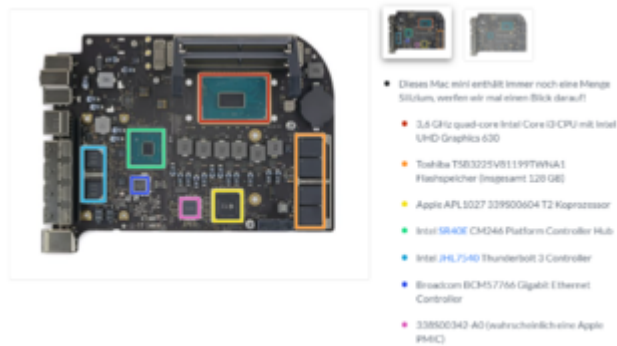 Dieses Mac mini enthält immer noch eine Menge
Silizium, werfen wir mal einen Blick darauf!
3,6 GHz quad-core Intel Core i3 CPU mit Intel
UHD Graphics 630
Toshiba TSB3225V81199TWNA1
Flashspeicher (insgesamt 128 GB)
Apple APL1027 339S00604 T2 Koprozessor
Intel SR40E CM246 Platform Controller Hub
Intel JHL7540 Thunderbolt 3 Controller
Broadcom BCM57766 Gigabit Ethernet
Controller
338S00342-A0 (wahrscheinlich eine Apple
PMIC)